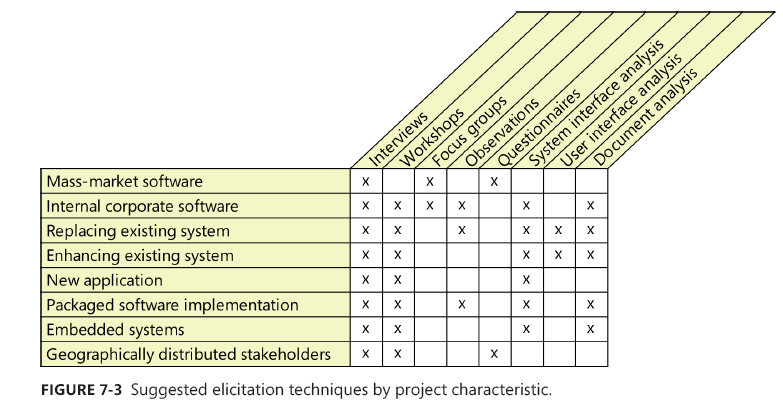 Interviews
Workshops
Focus groups
Observations
Questionnaires
System interface analysis
User interface analysis
Document analysis
Mass-market software x x x
Internal corporate software x x x x x x
Replacing existing system x x x x x x
Enhancing existing system x x x x x
New application x x x
Packaged software implementation x x x x x
Embedded systems x x x x
Geographically distributed stakeholders x x x
FIGURE 7-3 Suggested elicitation techniques by project characteristic.